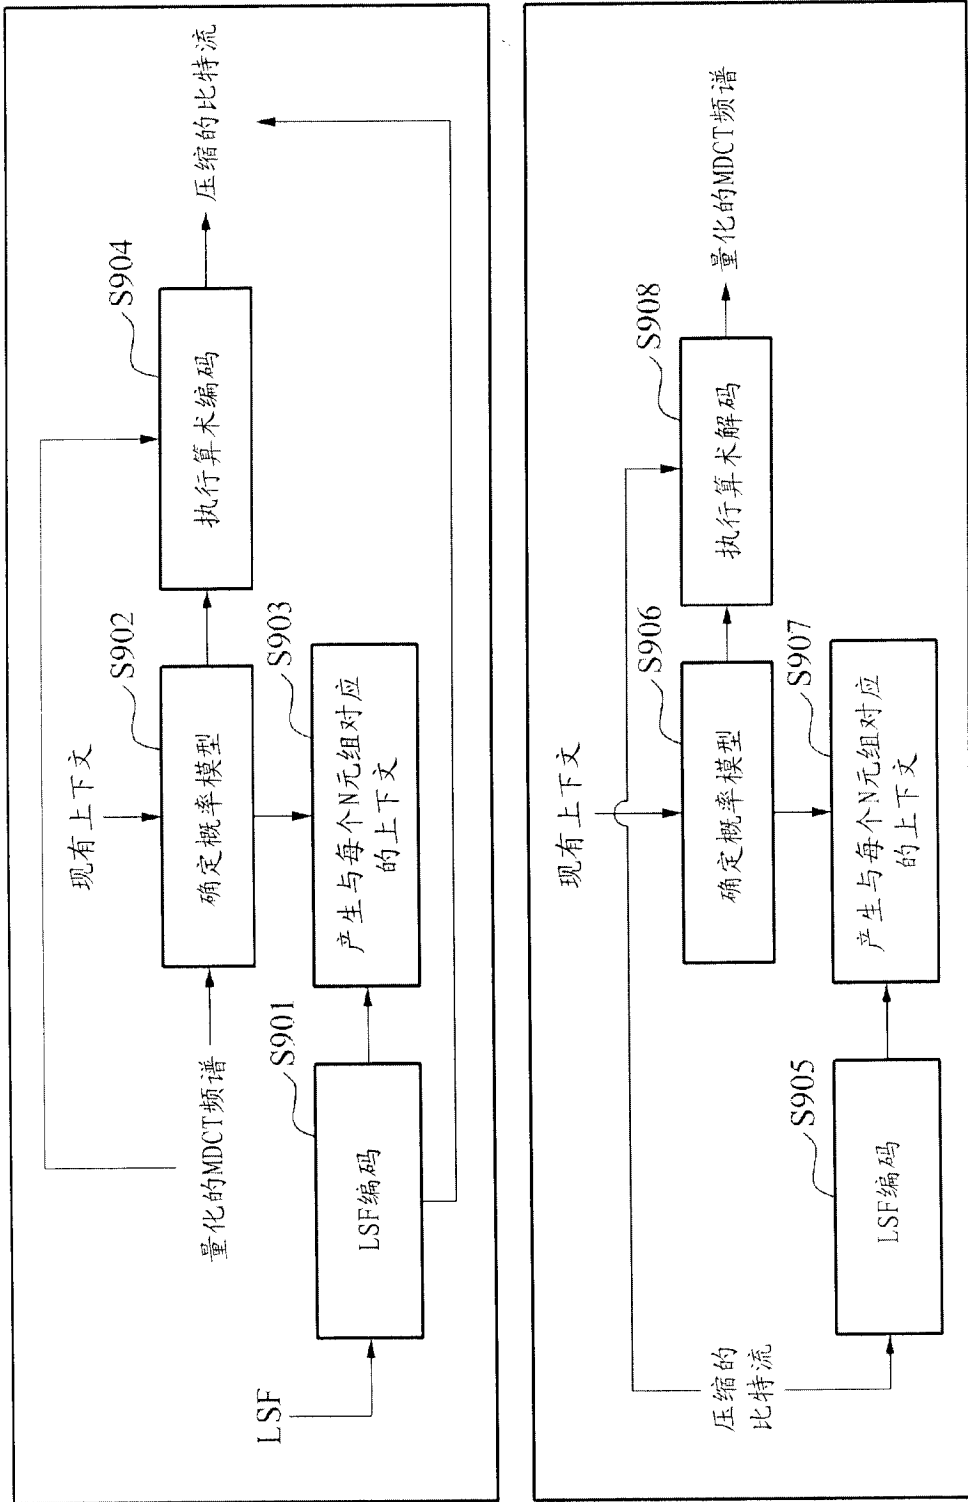 LSF
S901
LSF编码
量化的MDCT频谱
现有上下文
S902
确定概率模型
S903
产生与每个N元组对应
的上下文
S904
执行算术编码
压缩的比特流
压缩的
比特流
S905
LSF编码
现有上下文
S906
确定概率模型
S907
产生与每个N元组对应
的上下文
S908
执行算术解码
量化的MDCT频谱